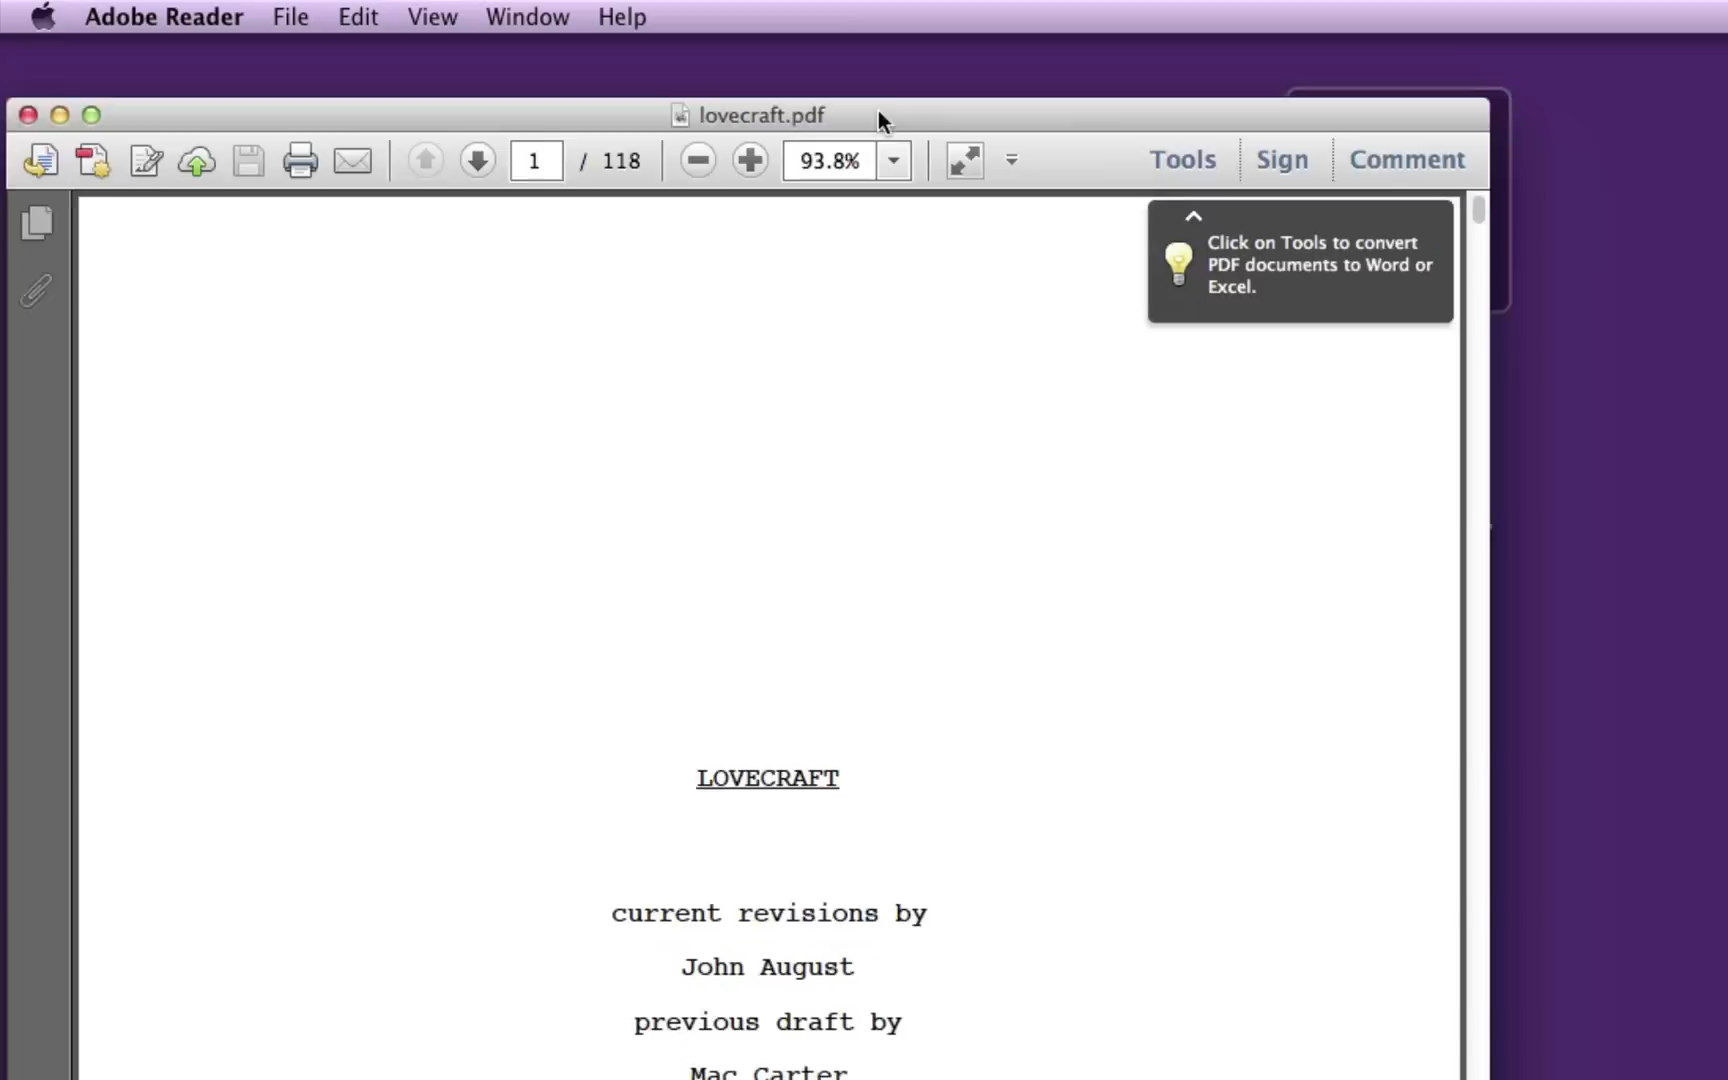 Adobe Reader File Edit View Window Help
lovecraft.pdf
1 / 118 93.8% Tools Sign Comment
Click on Tools to convert
PDF documents to Word or
Excel.
LOVECRAFT
current revisions by
John August
previous draft by
Mac Carter